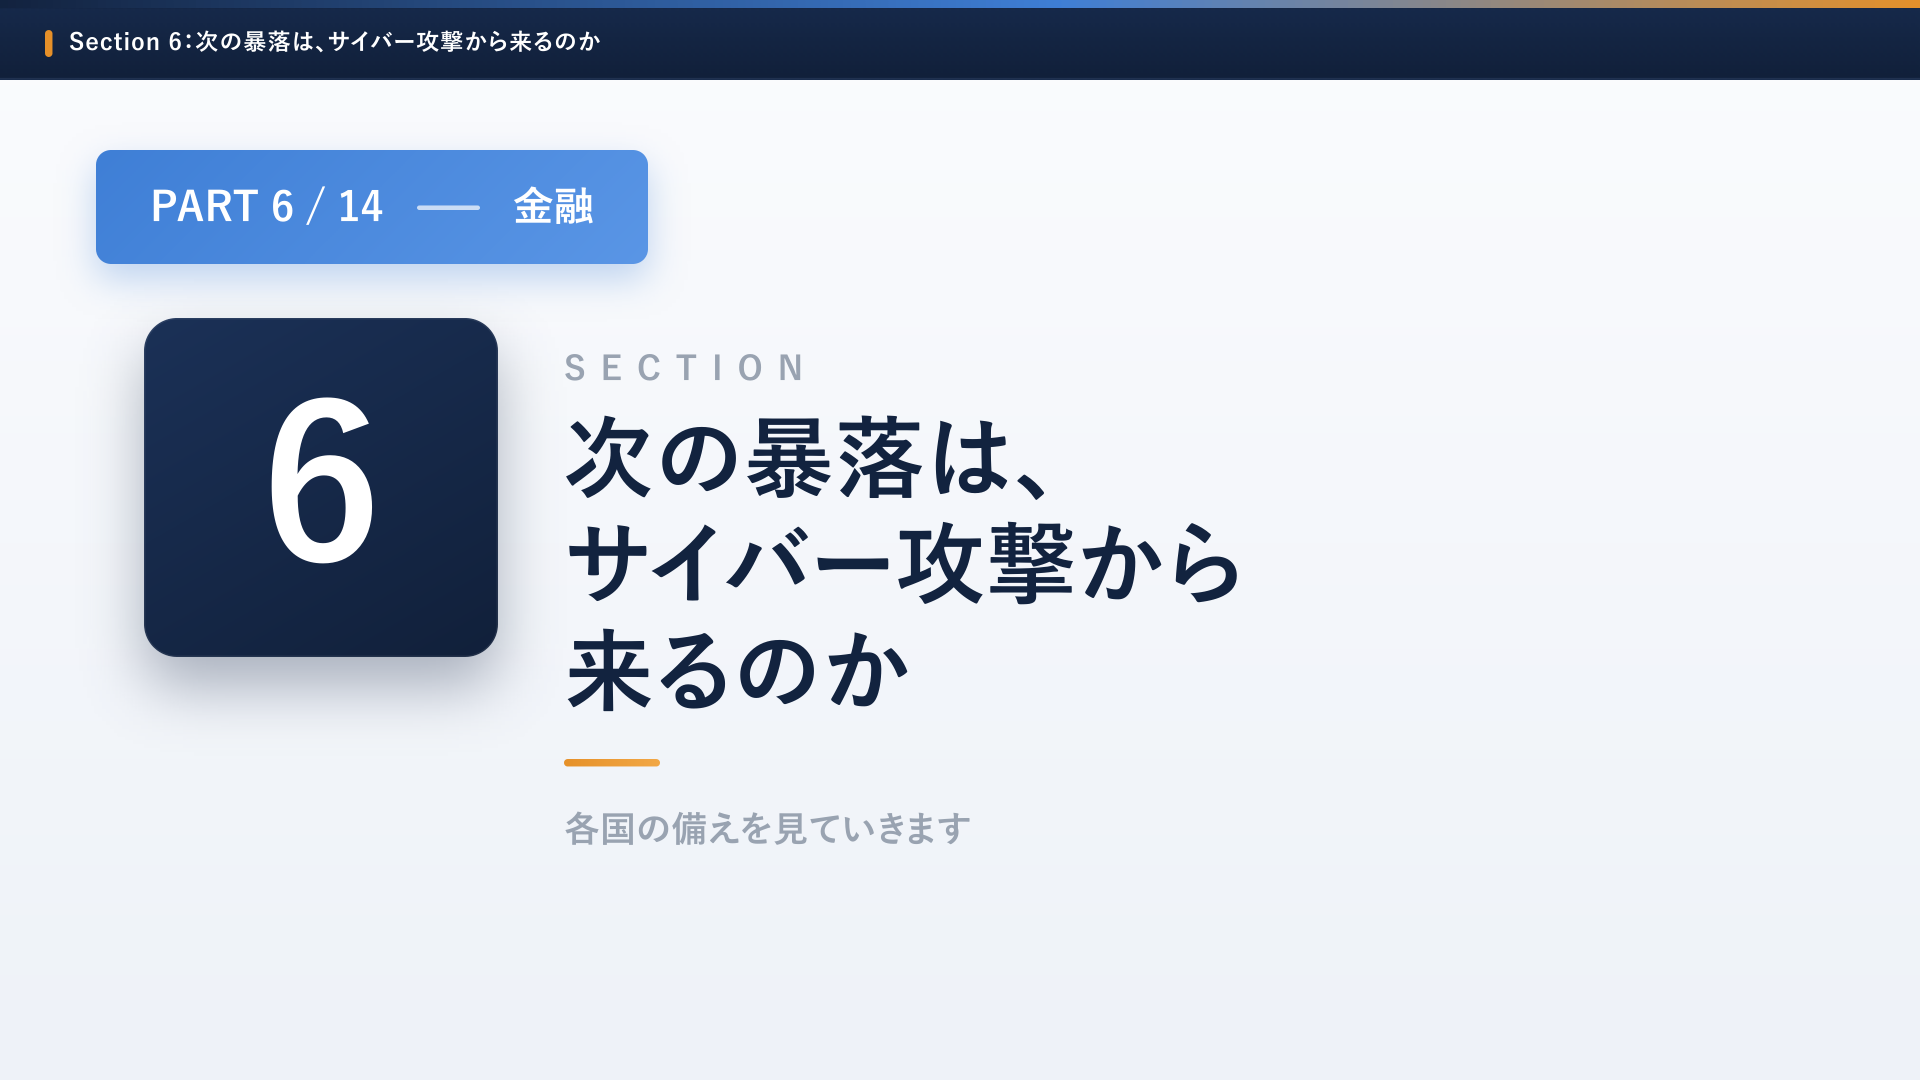 Section 6：次の暴落は、サイバー攻撃から来るのか
PART 6 / 14 — 金融
6
SECTION
次の暴落は、
サイバー攻撃から
来るのか
各国の備えを見ていきます